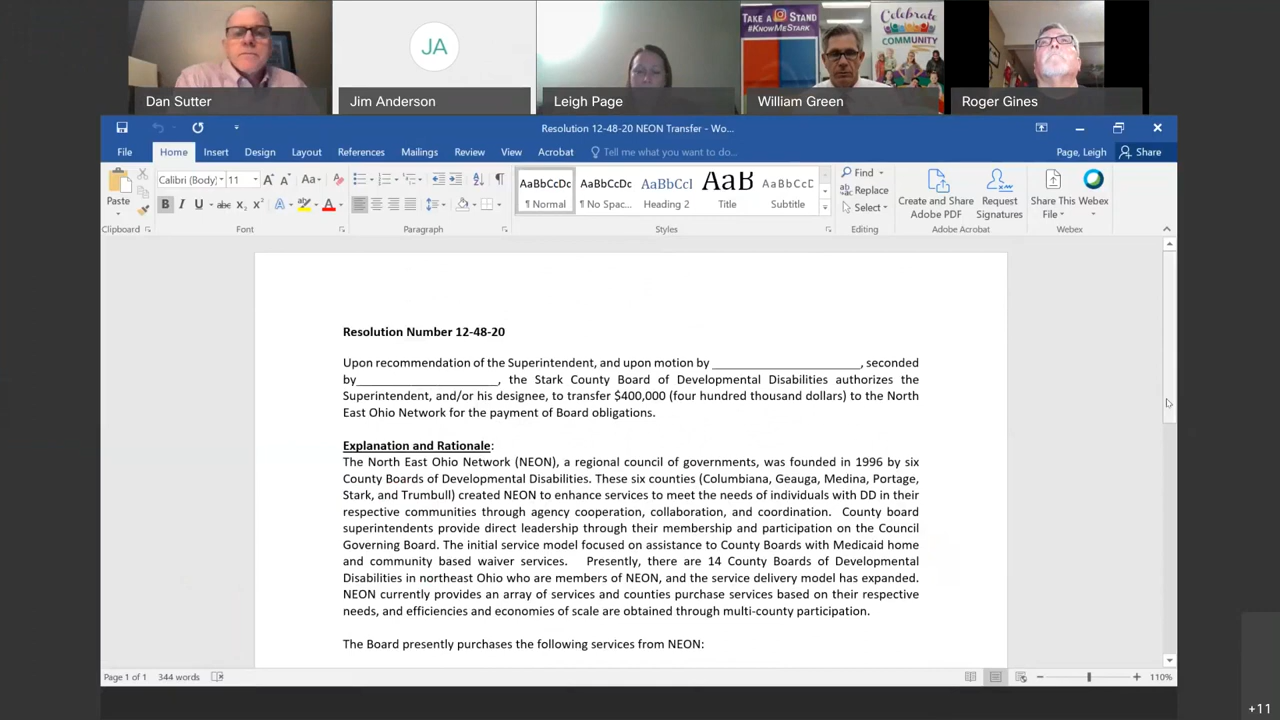 TAKE A STAND
#KNOWMESTARK
Celebrate
COMMUNITY
JA
Dan Sutter
Jim Anderson
Leigh Page
William Green
Roger Gines
Resolution 12-48-20 NEON Transfer - Wo...
File Home Insert Design Layout References Mailings Review View Acrobat Tell me what you want to do... Page, Leigh Share
Paste
Calibri (Body) 11
AaBbCcDc AaBbCcDc AaBbCcI AaB AaBbCcDc
¶ Normal ¶ No Spac... Heading 2 Title Subtitle
Find
Replace
Select
Create and Share Adobe PDF
Request Signatures
Share This File
Webex
Clipboard Font Paragraph Styles Editing Adobe Acrobat Webex
Resolution Number 12-48-20
Upon recommendation of the Superintendent, and upon motion by ____________________, seconded
by___________________, the Stark County Board of Developmental Disabilities authorizes the
Superintendent, and/or his designee, to transfer $400,000 (four hundred thousand dollars) to the North
East Ohio Network for the payment of Board obligations.
Explanation and Rationale:
The North East Ohio Network (NEON), a regional council of governments, was founded in 1996 by six
County Boards of Developmental Disabilities. These six counties (Columbiana, Geauga, Medina, Portage,
Stark, and Trumbull) created NEON to enhance services to meet the needs of individuals with DD in their
respective communities through agency cooperation, collaboration, and coordination. County board
superintendents provide direct leadership through their membership and participation on the Council
Governing Board. The initial service model focused on assistance to County Boards with Medicaid home
and community based waiver services. Presently, there are 14 County Boards of Developmental
Disabilities in northeast Ohio who are members of NEON, and the service delivery model has expanded.
NEON currently provides an array of services and counties purchase services based on their respective
needs, and efficiencies and economies of scale are obtained through multi-county participation.
The Board presently purchases the following services from NEON:
Page 1 of 1 344 words 110%
+11